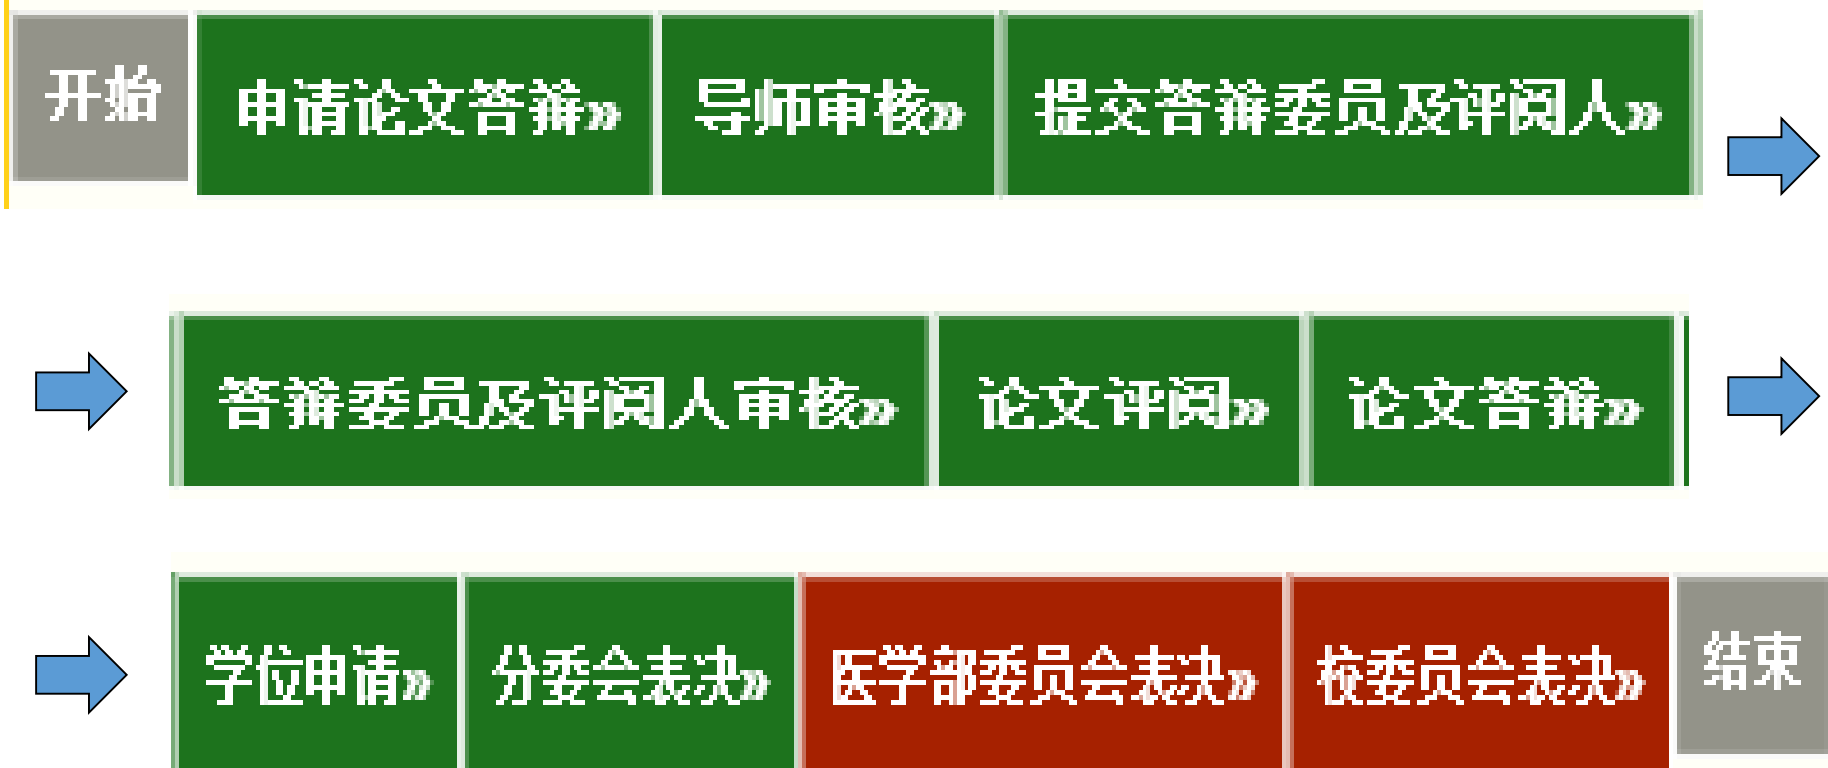 开始 申请论文答辩» 导师审核» 提交答辩委员及评阅人»
答辩委员及评阅人审核» 论文评阅» 论文答辩»
学位申请» 分委会表决» 医学部委员会表决» 校委员会表决» 结束